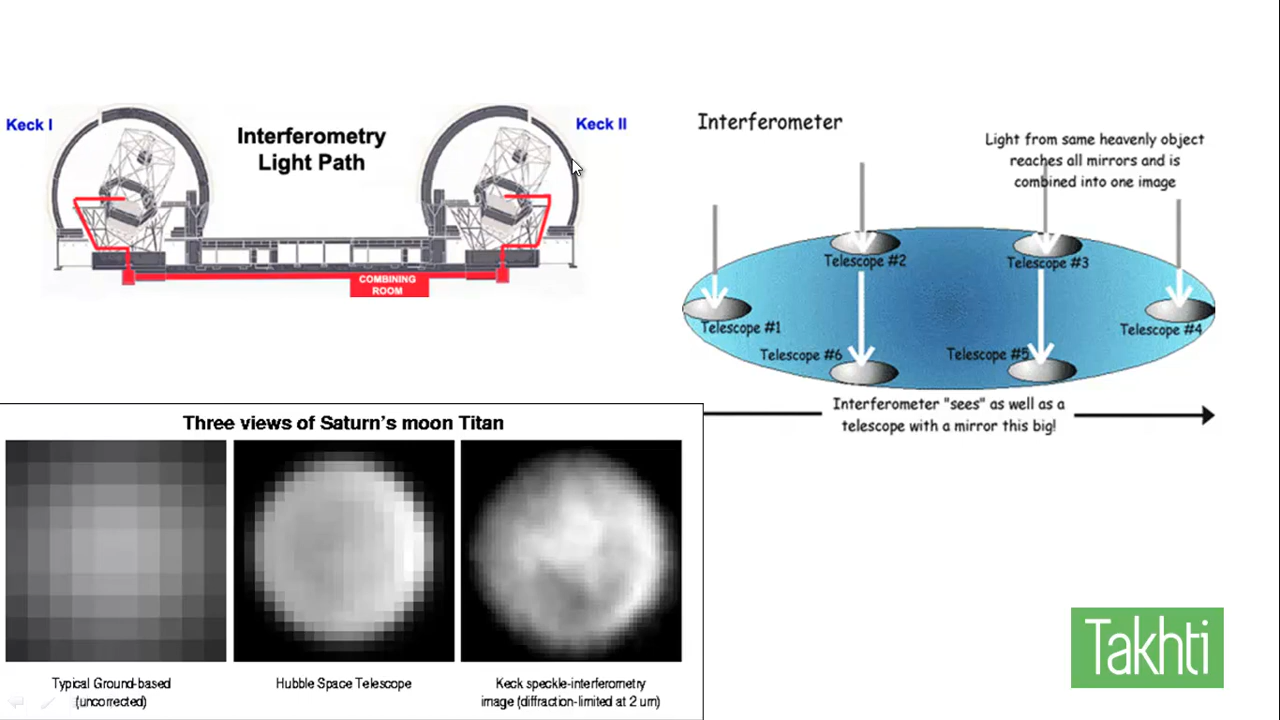 Keck I
Interferometry
Light Path
Keck II
COMBINING
ROOM
Interferometer
Light from same heavenly object
reaches all mirrors and is
combined into one image
Telescope #2
Telescope #3
Telescope #1
Telescope #4
Telescope #6
Telescope #5
Interferometer "sees" as well as a
telescope with a mirror this big!
Three views of Saturn's moon Titan
Typical Ground-based
(uncorrected)
Hubble Space Telescope
Keck speckle-interferometry
image (diffraction-limited at 2 um)
Takhti